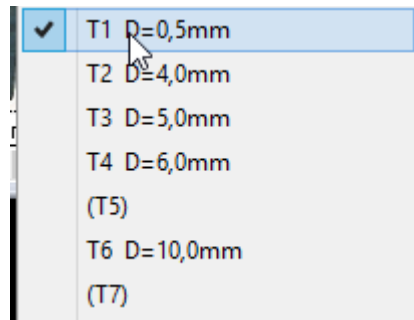 T1 D=0,5mm
T2 D=4,0mm
T3 D=5,0mm
T4 D=6,0mm
(T5)
T6 D=10,0mm
(T7)